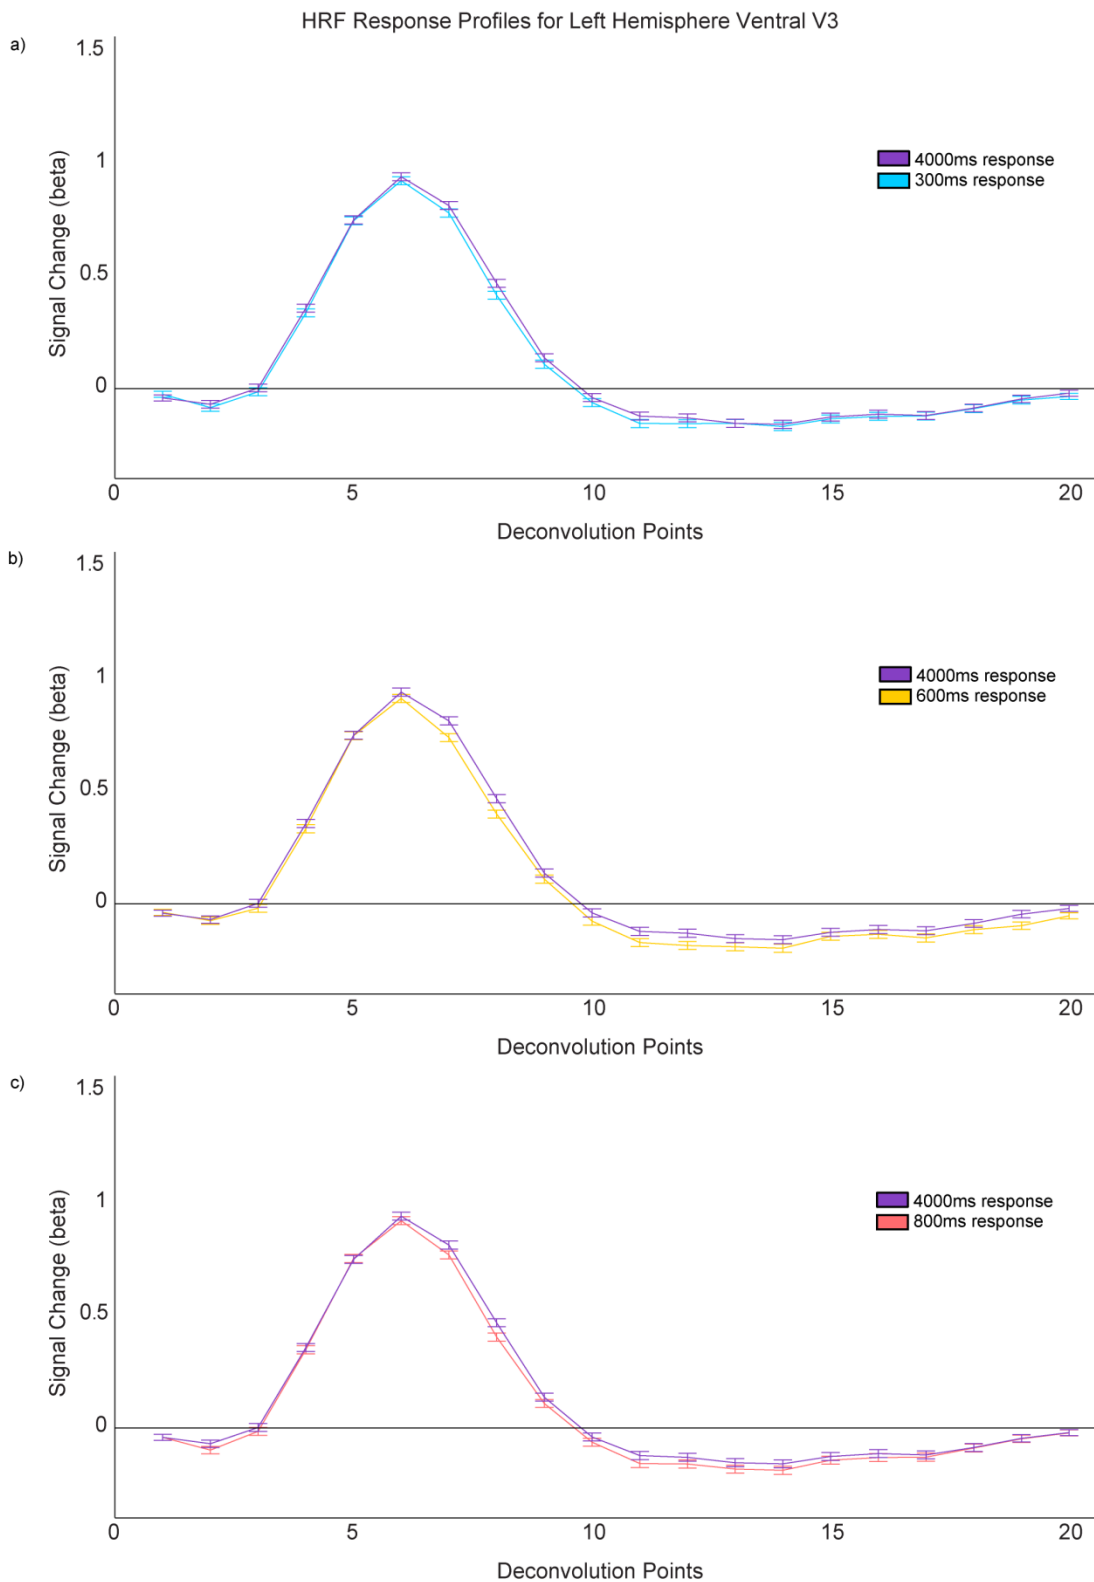 HRF Response Profiles for Left Hemisphere Ventral V3
a)
1.5
1
0.5
0
Signal Change (beta)
4000ms response
300ms response
0 5 10 15 20
Deconvolution Points
b)
1.5
1
0.5
0
Signal Change (beta)
4000ms response
600ms response
0 5 10 15 20
Deconvolution Points
c)
1.5
1
0.5
0
Signal Change (beta)
4000ms response
800ms response
0 5 10 15 20
Deconvolution Points